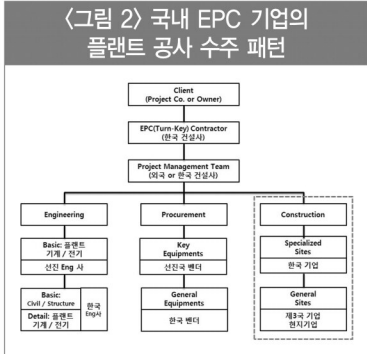 〈그림 2〉 국내 EPC 기업의
플랜트 공사 수주 패턴
Client
(Project Co. or Owner)
EPC(Turn-Key) Contractor
(한국 건설사)
Project Management Team
(외국 or 한국 건설사)
Engineering
Procurement
Construction
Basic: 플랜트
기계 / 전기
선진 Eng 사
Key
Equipments
선진국 벤더
Specialized
Sites
한국 기업
Basic:
Civil / Structure
Detail: 플랜트
기계 / 전기
한국
Eng사
General
Equipments
한국 벤더
General
Sites
제3국 기업
현지기업